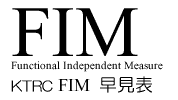 FIM
Functional Independent Measure
KTRC FIM 早見表